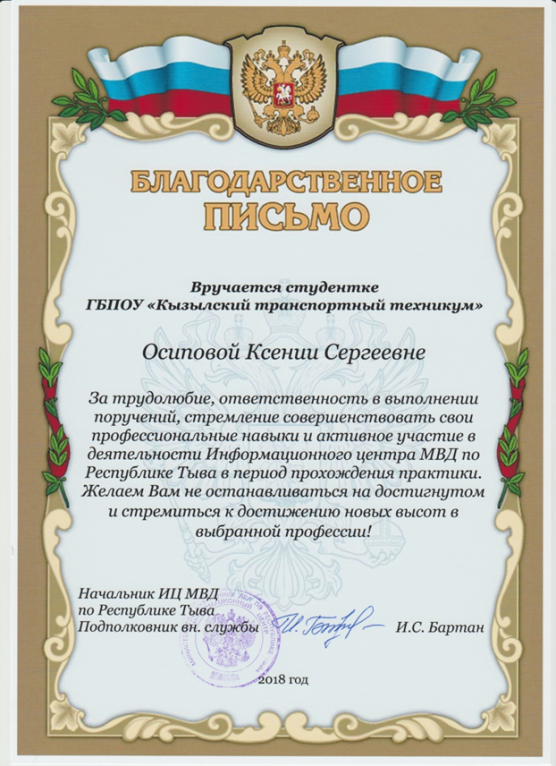 БЛАГОДАРСТВЕННОЕ
ПИСЬМО
Вручается студентке
ГБПОУ «Кызылский транспортный техникум»
Осиповой Ксении Сергеевне
За трудолюбие, ответственность в выполнении
поручений, стремление совершенствовать свои
профессиональные навыки и активное участие в
деятельности Информационного центра МВД по
Республике Тыва в период прохождения практики.
Желаем Вам не останавливаться на достигнутом
и стремиться к достижению новых высот в
выбранной профессии!
Начальник ИЦ МВД
по Республике Тыва
Подполковник вн. службы И.С. Бартан
2018 год